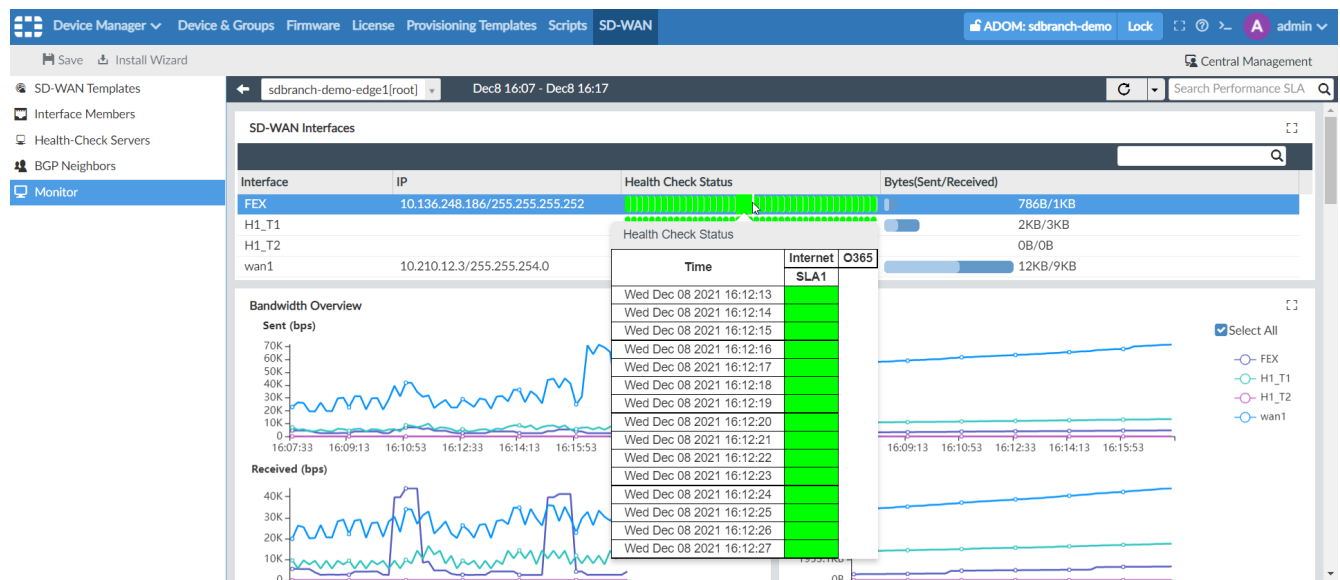 Device Manager Device & Groups Firmware License Provisioning Templates Scripts SD-WAN ADOM: sdbranch-demo Lock A admin
Save Install Wizard Central Management
SD-WAN Templates
Interface Members
Health-Check Servers
BGP Neighbors
Monitor
sdbranch-demo-edge1[root] Dec8 16:07 - Dec8 16:17 Search Performance SLA
SD-WAN Interfaces
Interface IP Health Check Status Bytes(Sent/Received)
FEX 10.136.248.186/255.255.255.252 786B/1KB
H1_T1 2KB/3KB
H1_T2 0B/0B
wan1 10.210.12.3/255.255.254.0 12KB/9KB
Health Check Status
Time Internet O365
SLA1
Wed Dec 08 2021 16:12:13
Wed Dec 08 2021 16:12:14
Wed Dec 08 2021 16:12:15
Wed Dec 08 2021 16:12:16
Wed Dec 08 2021 16:12:17
Wed Dec 08 2021 16:12:18
Wed Dec 08 2021 16:12:19
Wed Dec 08 2021 16:12:20
Wed Dec 08 2021 16:12:21
Wed Dec 08 2021 16:12:22
Wed Dec 08 2021 16:12:23
Wed Dec 08 2021 16:12:24
Wed Dec 08 2021 16:12:25
Wed Dec 08 2021 16:12:26
Wed Dec 08 2021 16:12:27
Bandwidth Overview
Sent (bps)
70K
60K
50K
40K
30K
20K
10K
0
16:07:33 16:09:13 16:10:53 16:12:33 16:14:13 16:15:53
Received (bps)
40K
30K
20K
10K
0
16:09:13 16:10:53 16:12:33 16:14:13 16:15:53
0B
Select All
FEX
H1_T1
H1_T2
wan1